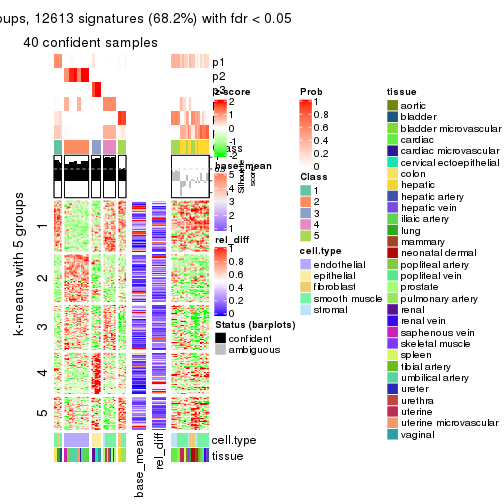 oups, 12613 signatures (68.2%) with fdr < 0.05
40 confident samples
p1
p2
k-means with 5 groups
1
2
3
4
5
base_mean
rel_diff
cell.type
tissue
z-score
2
1
0
-1
-2
Silhouette
score
base_mean
5
4
3
2
1
rel_diff
1
0.8
0.6
0.4
0.2
0
Status (barplots)
confident
ambiguous
Prob
1
0.8
0.6
0.4
0.2
0
Class
1
2
3
4
5
cell.type
endothelial
epithelial
fibroblast
smooth muscle
stromal
tissue
aortic
bladder
bladder microvascular
cardiac
cardiac microvascular
cervical ectoepithelial
colon
hepatic
hepatic artery
hepatic vein
iliac artery
lung
mammary
neonatal dermal
popliteal artery
popliteal vein
prostate
pulmonary artery
renal
renal vein
saphenous vein
skeletal muscle
spleen
tibial artery
umbilical artery
ureter
urethra
uterine
uterine microvascular
vaginal